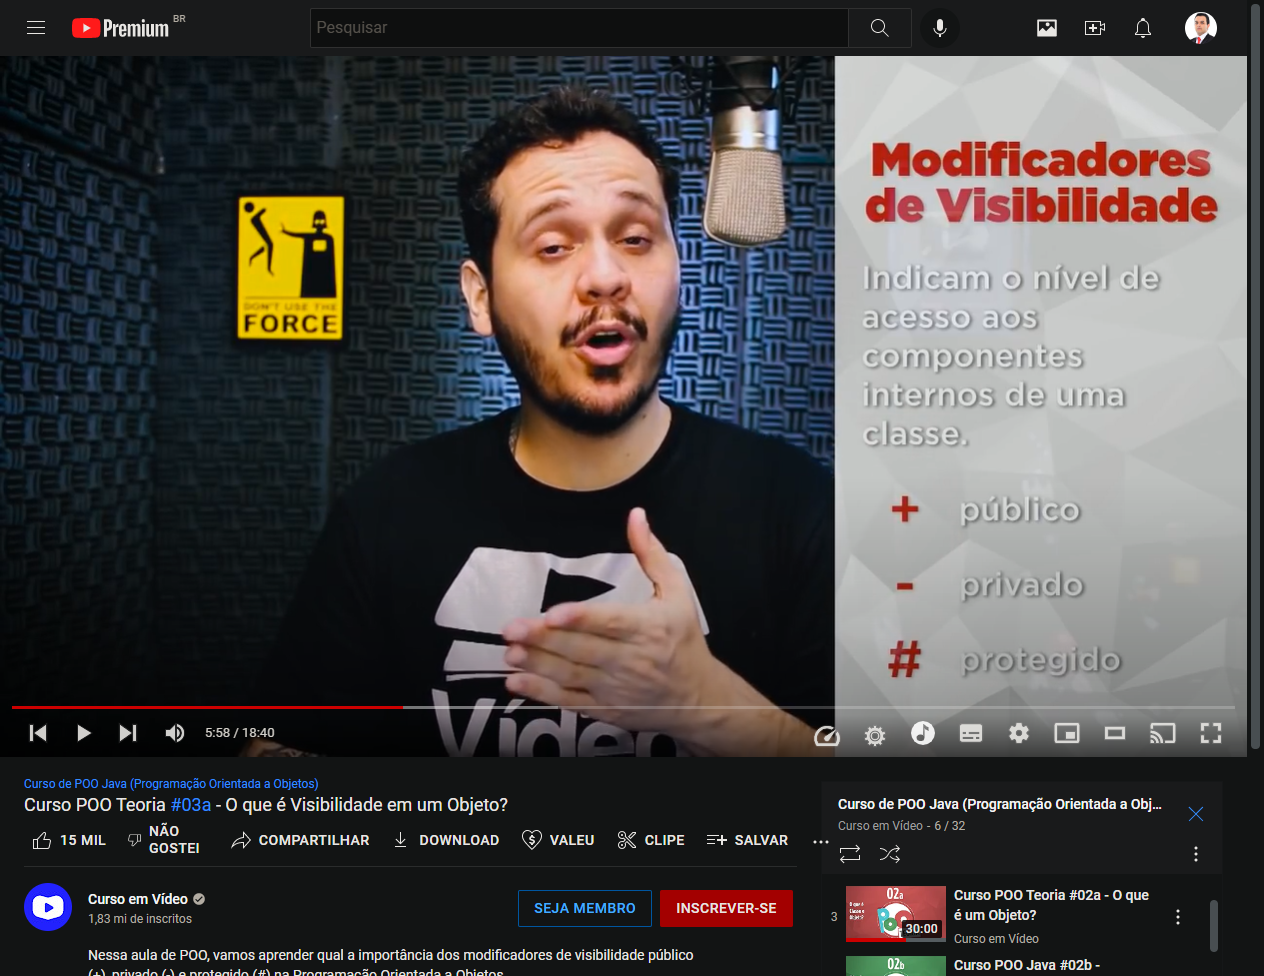 Premium BR
Pesquisar
DON'T USE THE
FORCE
Modificadores
de Visibilidade
Indicam o nível de
acesso aos
componentes
internos de uma
classe.
+ público
- privado
# protegido
Vídeo
5:58 / 18:40
Curso de POO Java (Programação Orientada a Objetos)
Curso POO Teoria #03a - O que é Visibilidade em um Objeto?
15 MIL
NÃO
GOSTEI
COMPARTILHAR
DOWNLOAD
VALEU
CLIPE
SALVAR
...
Curso em Vídeo
1,83 mi de inscritos
SEJA MEMBRO
INSCREVER-SE
Nessa aula de POO, vamos aprender qual a importância dos modificadores de visibilidade público
(+), privado (-) e protegido (#) na Programação Orientada a Objetos
Curso de POO Java (Programação Orientada a Obj...
Curso em Vídeo - 6 / 32
3
02a
30:00
Curso POO Teoria #02a - O que
é um Objeto?
Curso em Vídeo
02b
Curso POO Java #02b -